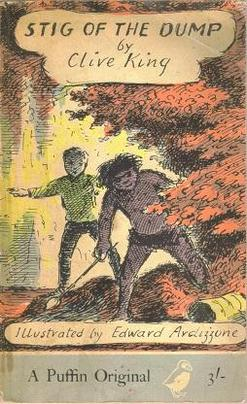 STIG OF THE DUMP
by
Clive King
Illustrated by Edward Ardizzone
A Puffin Original 3/-